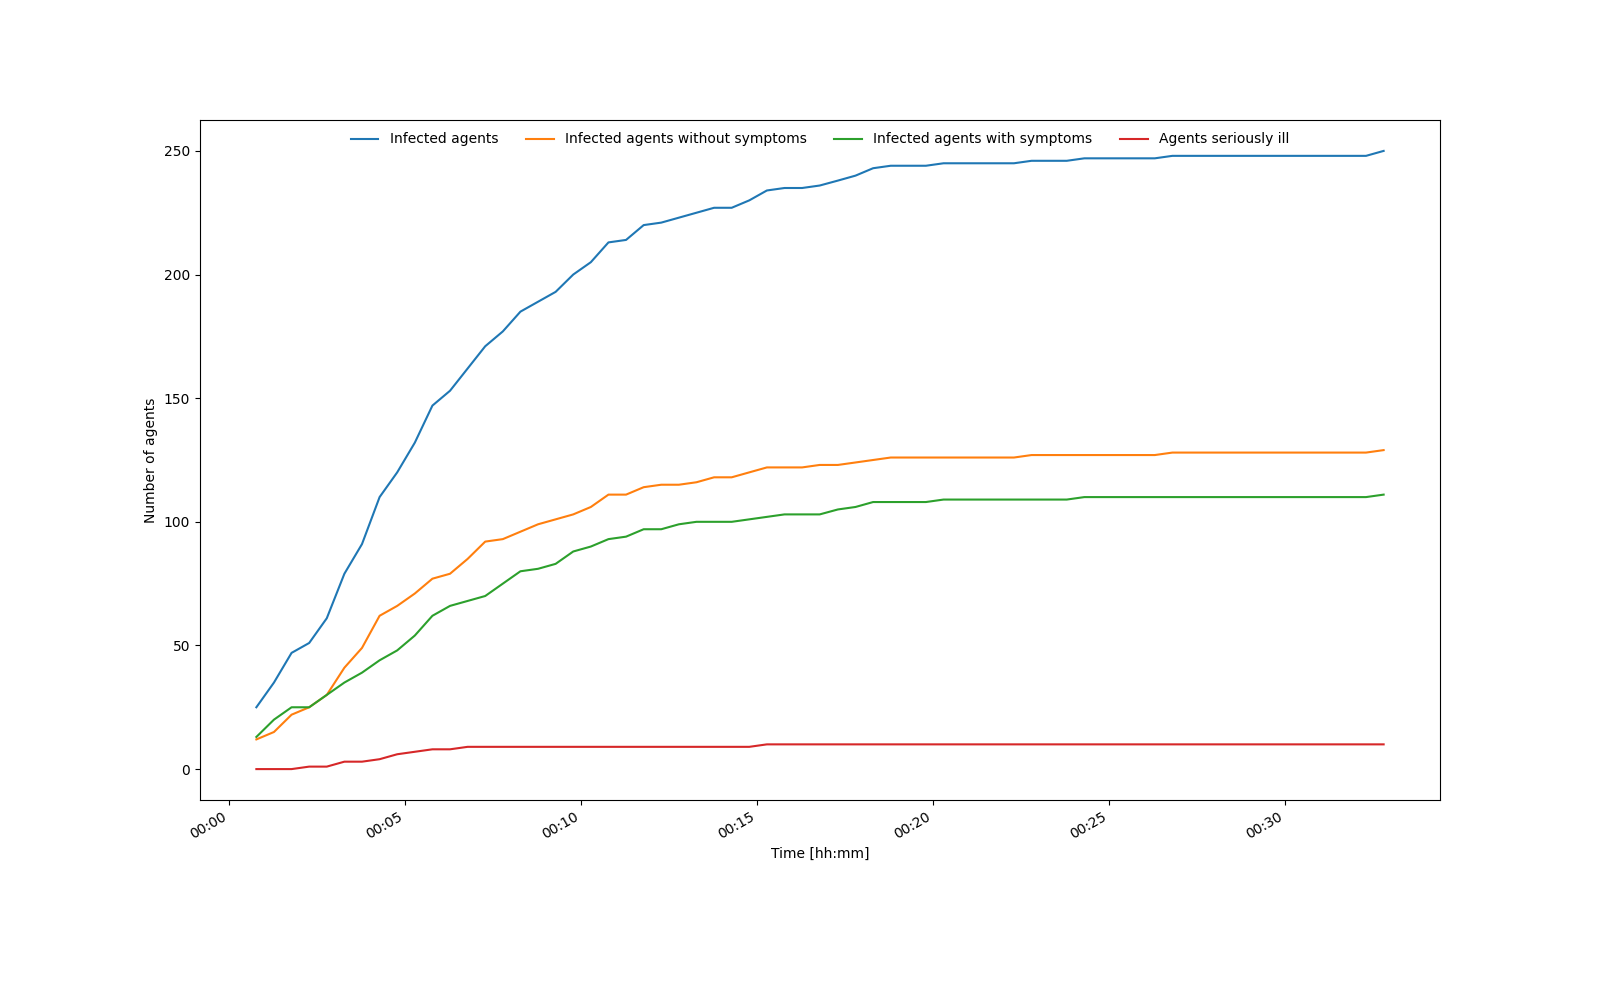 Infected agents Infected agents without symptoms Infected agents with symptoms Agents seriously ill
250
200
150
100
50
0
Number of agents
00:00 00:05 00:10 00:15 00:20 00:25 00:30
Time [hh:mm]